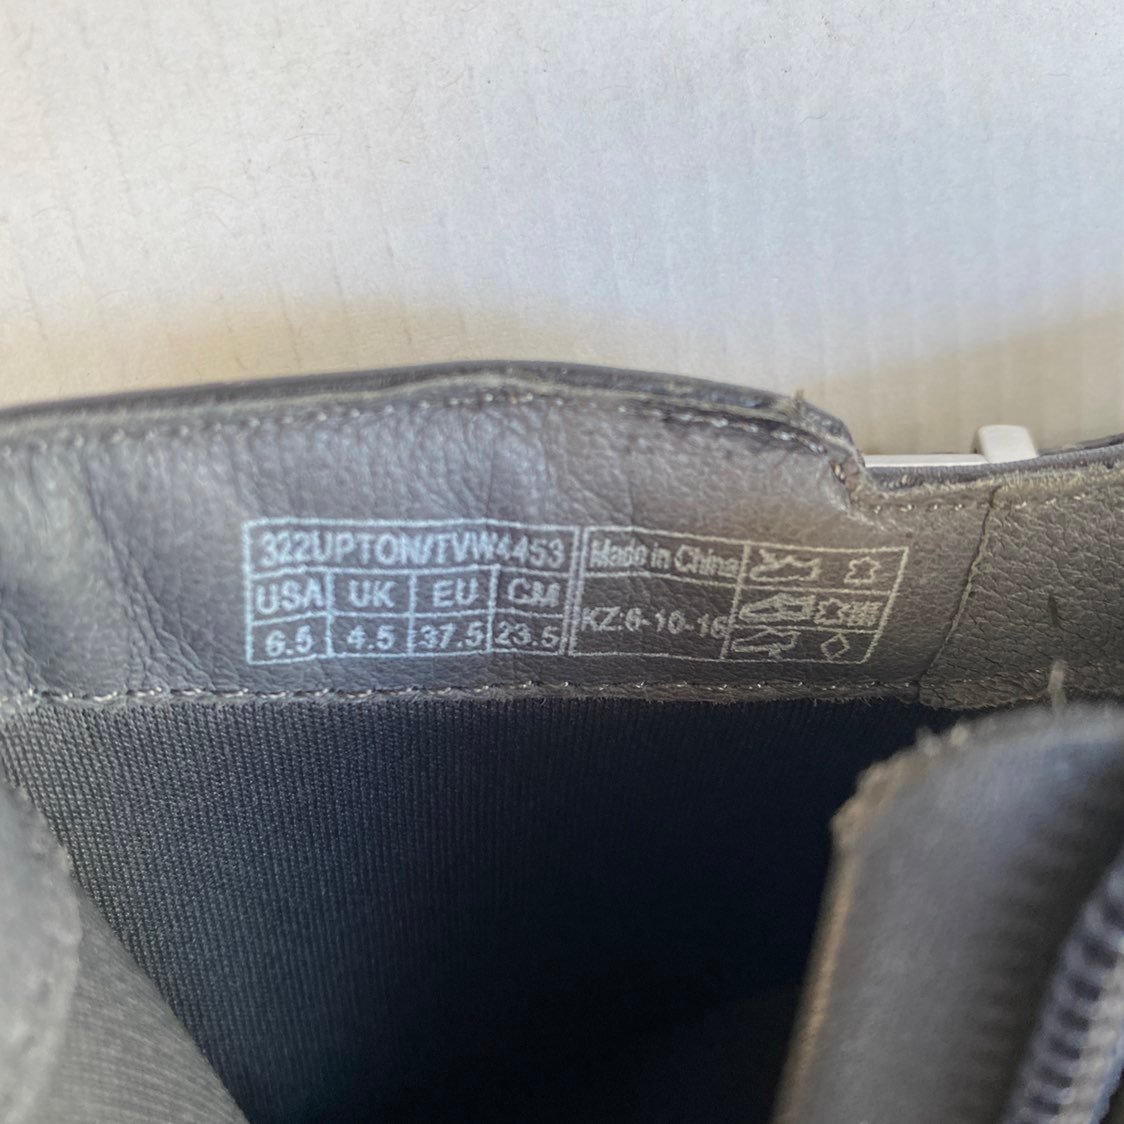 322UPTON/TVW4453
USA UK EU CM
6.5 4.5 37.5 23.5
Made in China
KZ:6-10-16